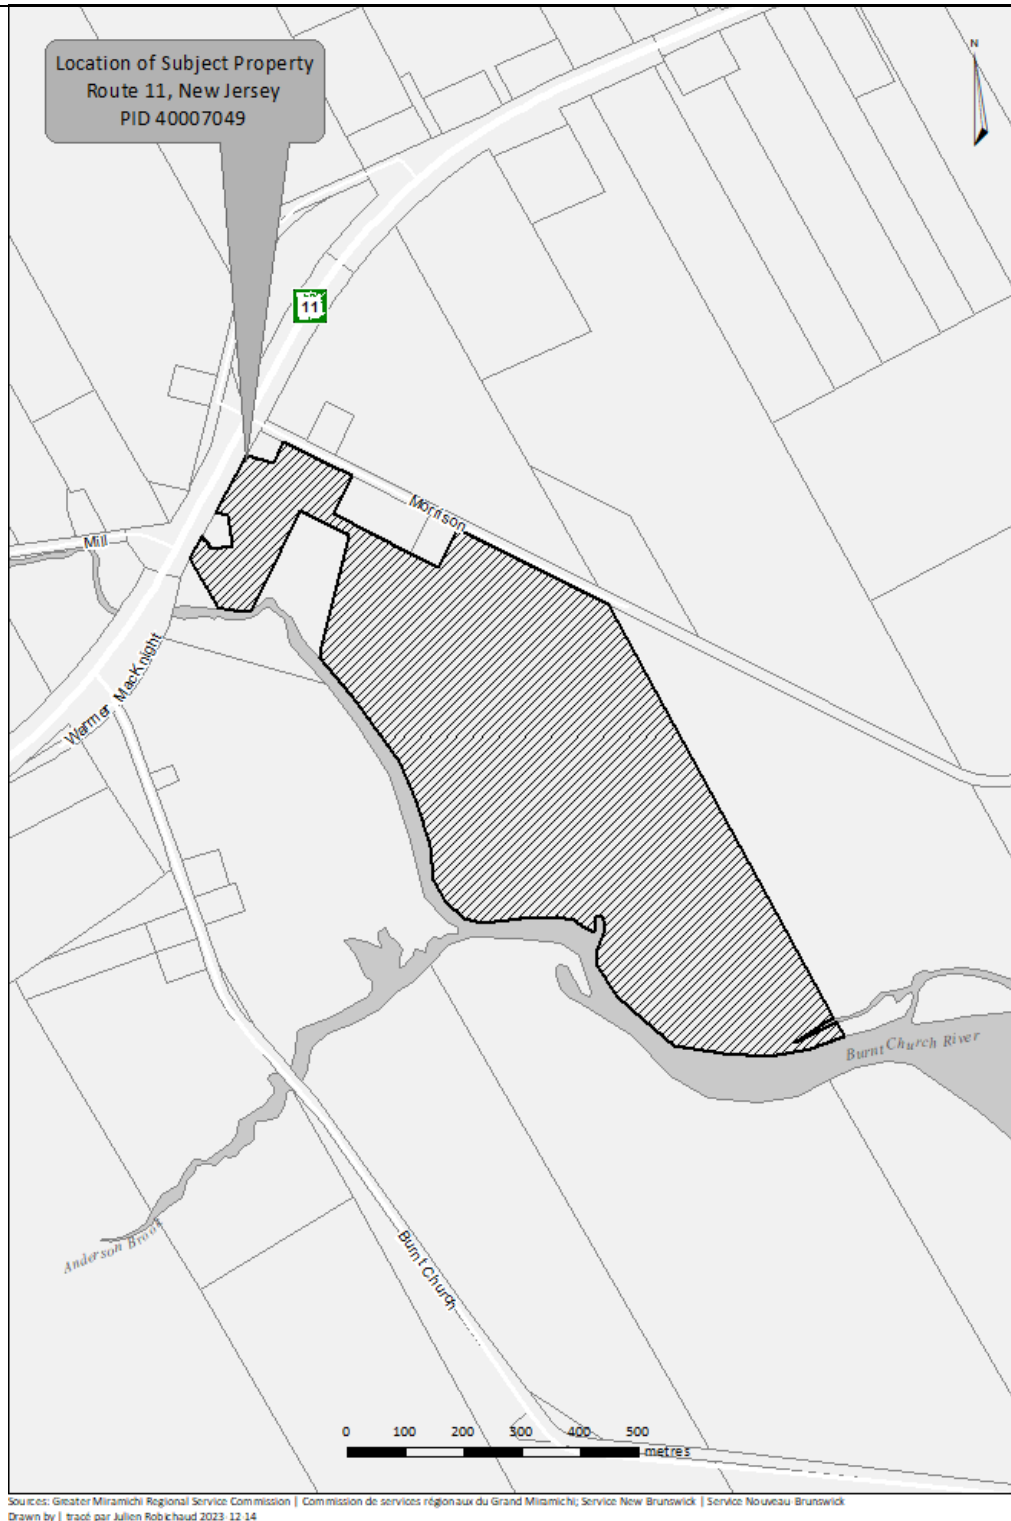 Location of Subject Property
Route 11, New Jersey
PID 40007049
N
11
Morrison
Mill
Warmer MacKnight
Burnt Church River
Anderson Brook
Burnt Church
0 100 200 300 400 500
metres
Sources: Greater Miramichi Regional Service Commission | Commission de services régionaux du Grand Miramichi; Service New Brunswick | Service Nouveau-Brunswick
Drawn by | tracé par Julien Robichaud 2023-12-14